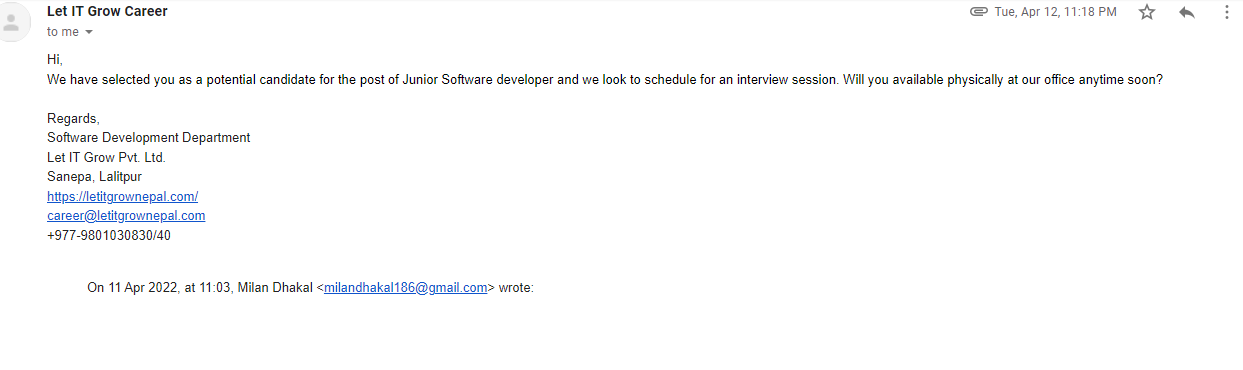 Let IT Grow Career
Tue, Apr 12, 11:18 PM
to me
Hi,
We have selected you as a potential candidate for the post of Junior Software developer and we look to schedule for an interview session. Will you available physically at our office anytime soon?
Regards,
Software Development Department
Let IT Grow Pvt. Ltd.
Sanepa, Lalitpur
https://letitgrownepal.com/
career@letitgrownepal.com
+977-9801030830/40
On 11 Apr 2022, at 11:03, Milan Dhakal <milandhakal186@gmail.com> wrote: